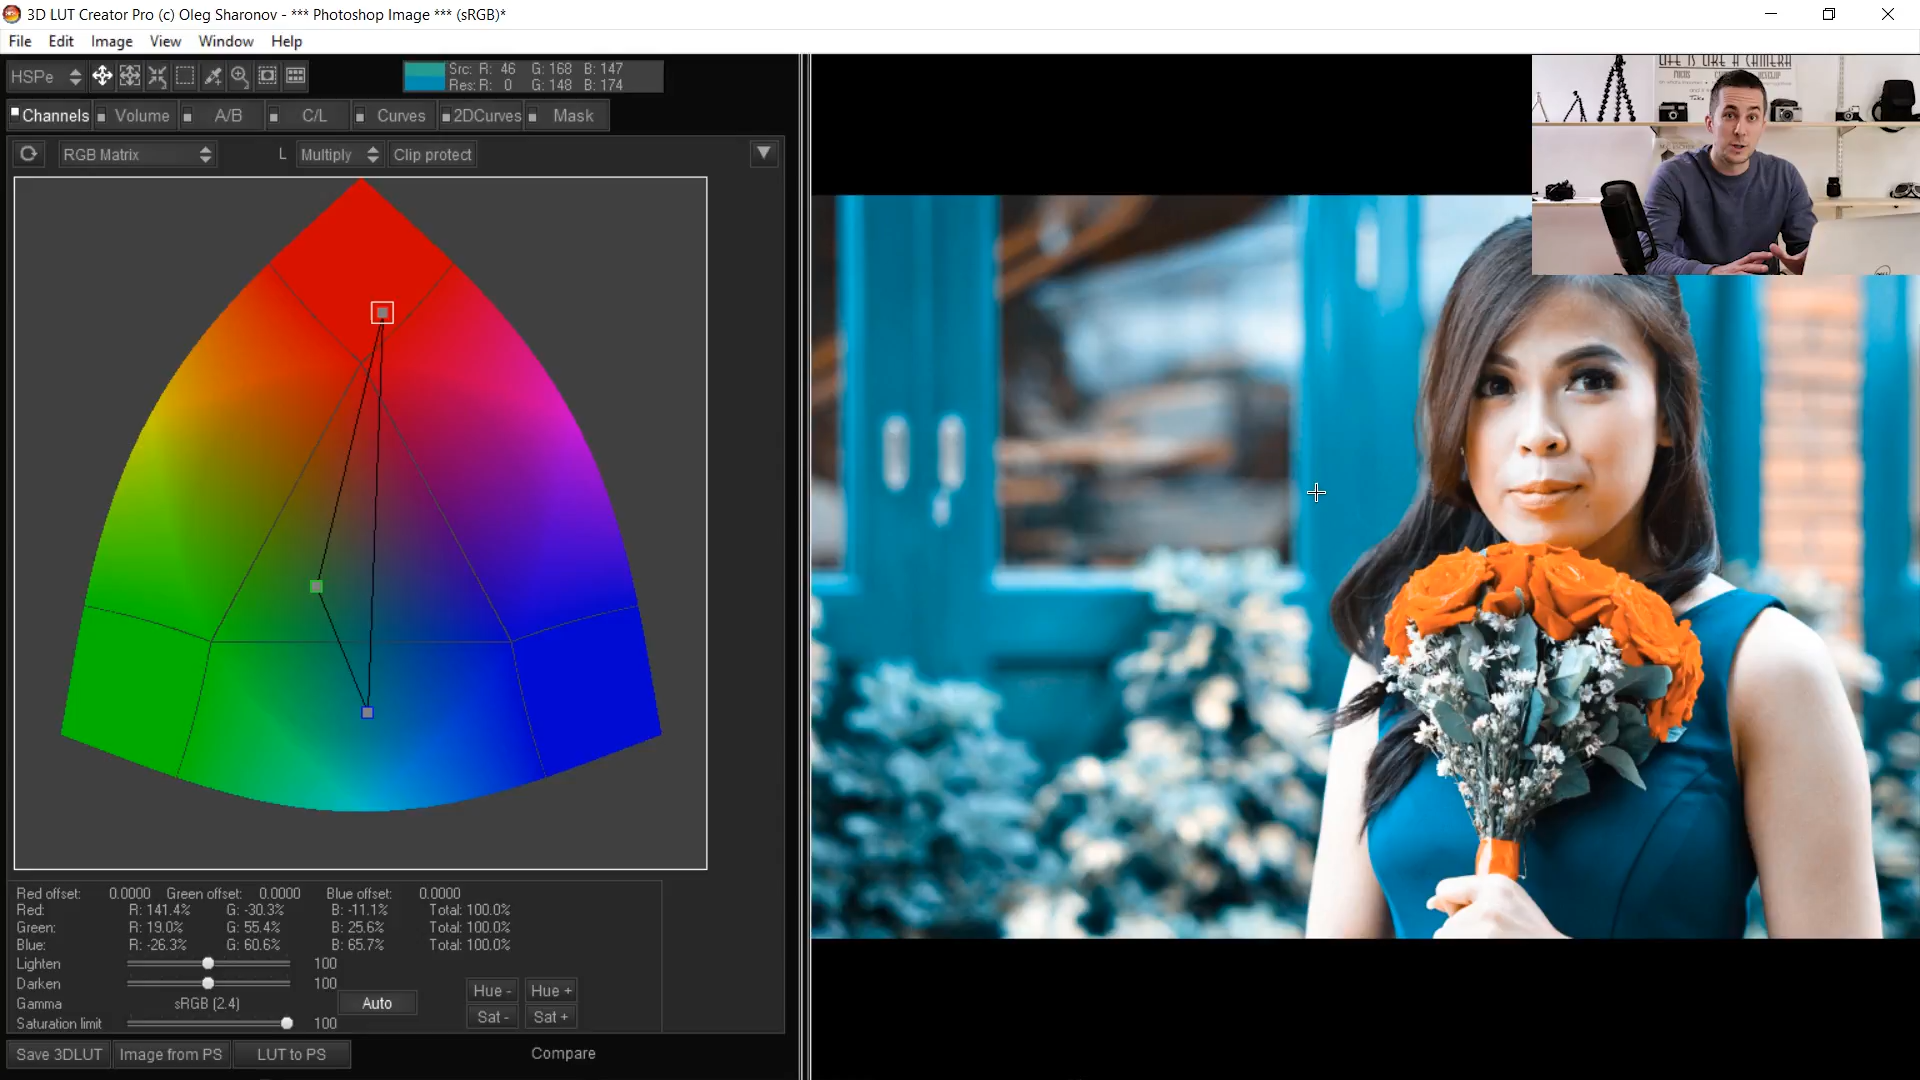 3D LUT Creator Pro (c) Oleg Sharonov - *** Photoshop Image *** (sRGB)*
File Edit Image View Window Help
HSPe
Src: R: 46 G: 168 B: 147
Res: R: 0 G: 148 B: 174
Channels Volume A/B C/L Curves 2DCurves Mask
RGB Matrix L Multiply Clip protect
Red offset: 0.0000 Green offset: 0.0000 Blue offset: 0.0000
Red: R: 141.4% G: -30.3% B: -11.1% Total: 100.0%
Green: R: 19.0% G: 55.4% B: 25.6% Total: 100.0%
Blue: R: -26.3% G: 60.6% B: 65.7% Total: 100.0%
Lighten 100
Darken 100
Gamma sRGB (2.4) Auto
Saturation limit 100
Hue - Hue +
Sat - Sat +
Save 3DLUT Image from PS LUT to PS Compare
LIFE IS LIKE A CAMERA